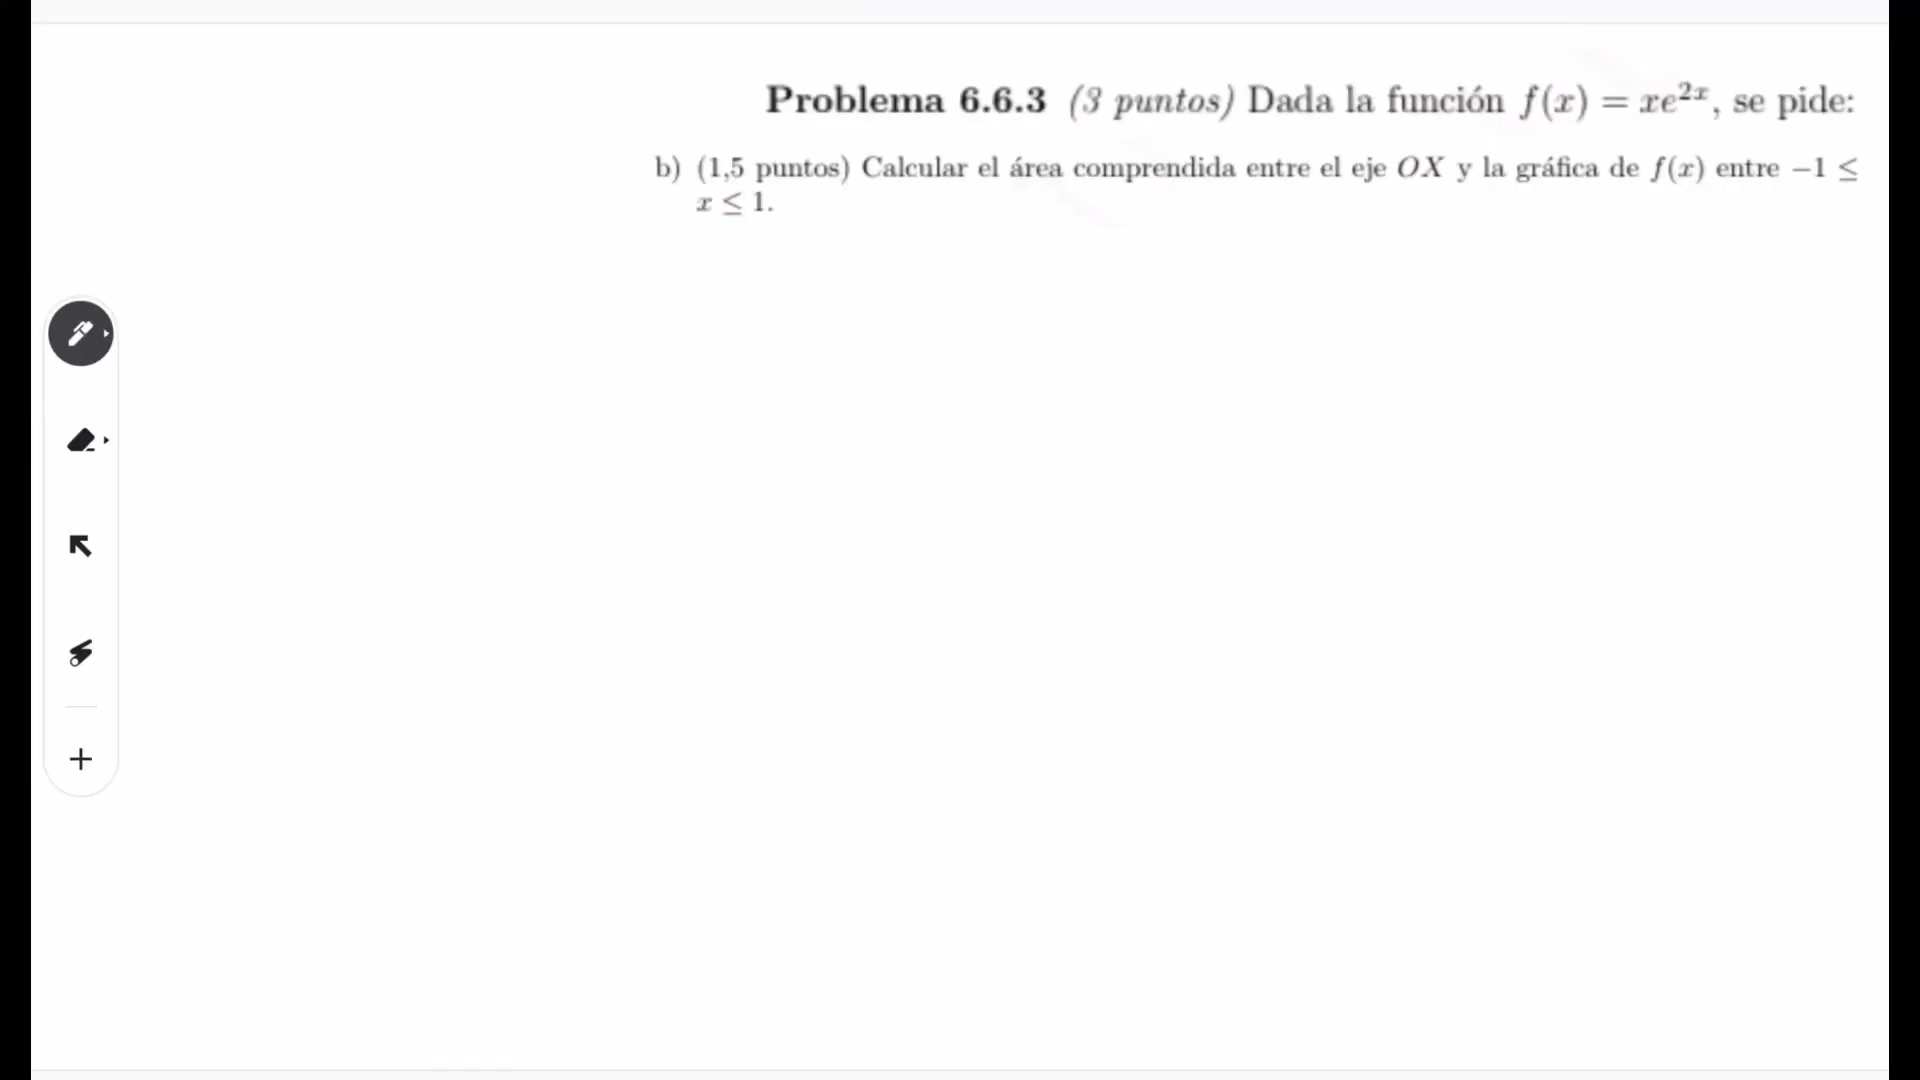 Problema 6.6.3 (3 puntos) Dada la función f(x) = xe^{2x}, se pide:
b) (1,5 puntos) Calcular el área comprendida entre el eje OX y la gráfica de f(x) entre −1 ≤
x ≤ 1.